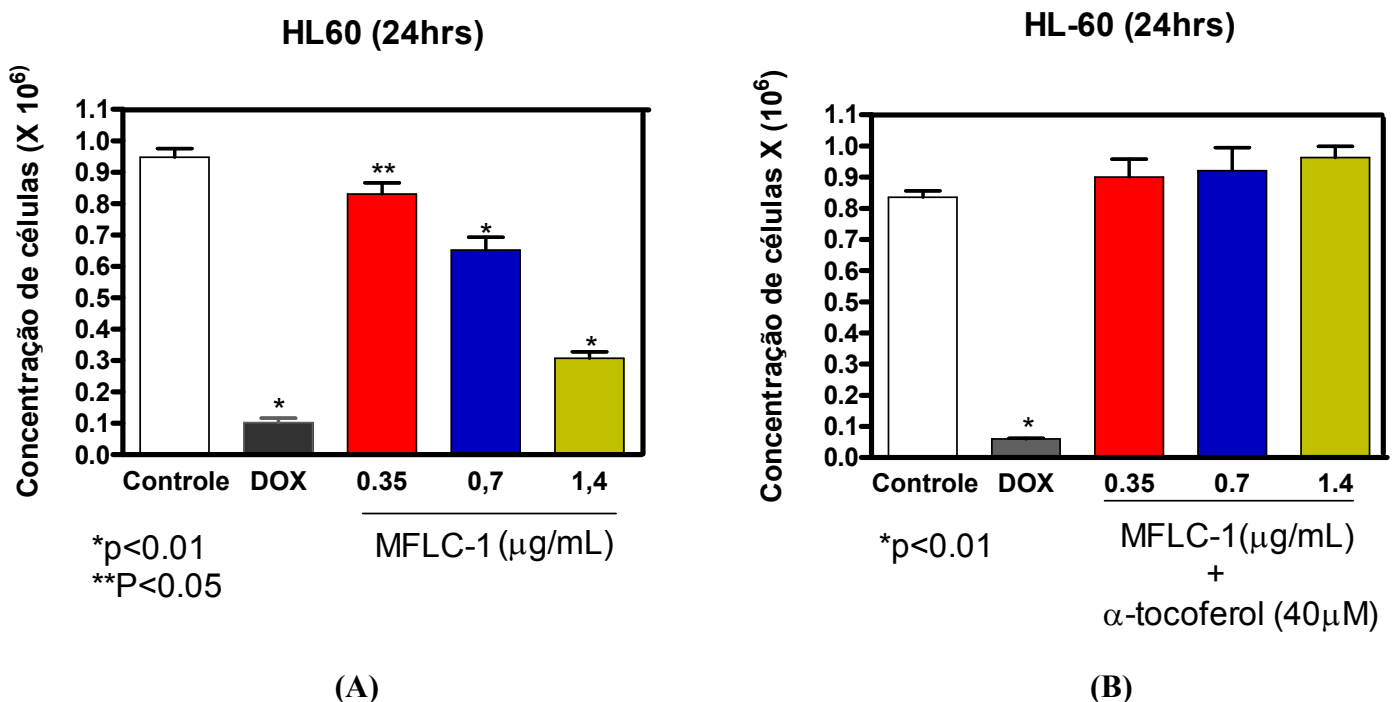 HL60 (24hrs)
Concentração de células (X 10⁶)
1.1
1.0
0.9
0.8
0.7
0.6
0.5
0.4
0.3
0.2
0.1
0.0
*
**
*
*
Controle DOX 0.35 0,7 1,4
MFLC-1 (μg/mL)
*p<0.01
**P<0.05
(A)
HL-60 (24hrs)
Concentração de células X (10⁶)
1.1
1.0
0.9
0.8
0.7
0.6
0.5
0.4
0.3
0.2
0.1
0.0
*
Controle DOX 0.35 0.7 1.4
*p<0.01
MFLC-1(μg/mL)
+
α-tocoferol (40μM)
(B)